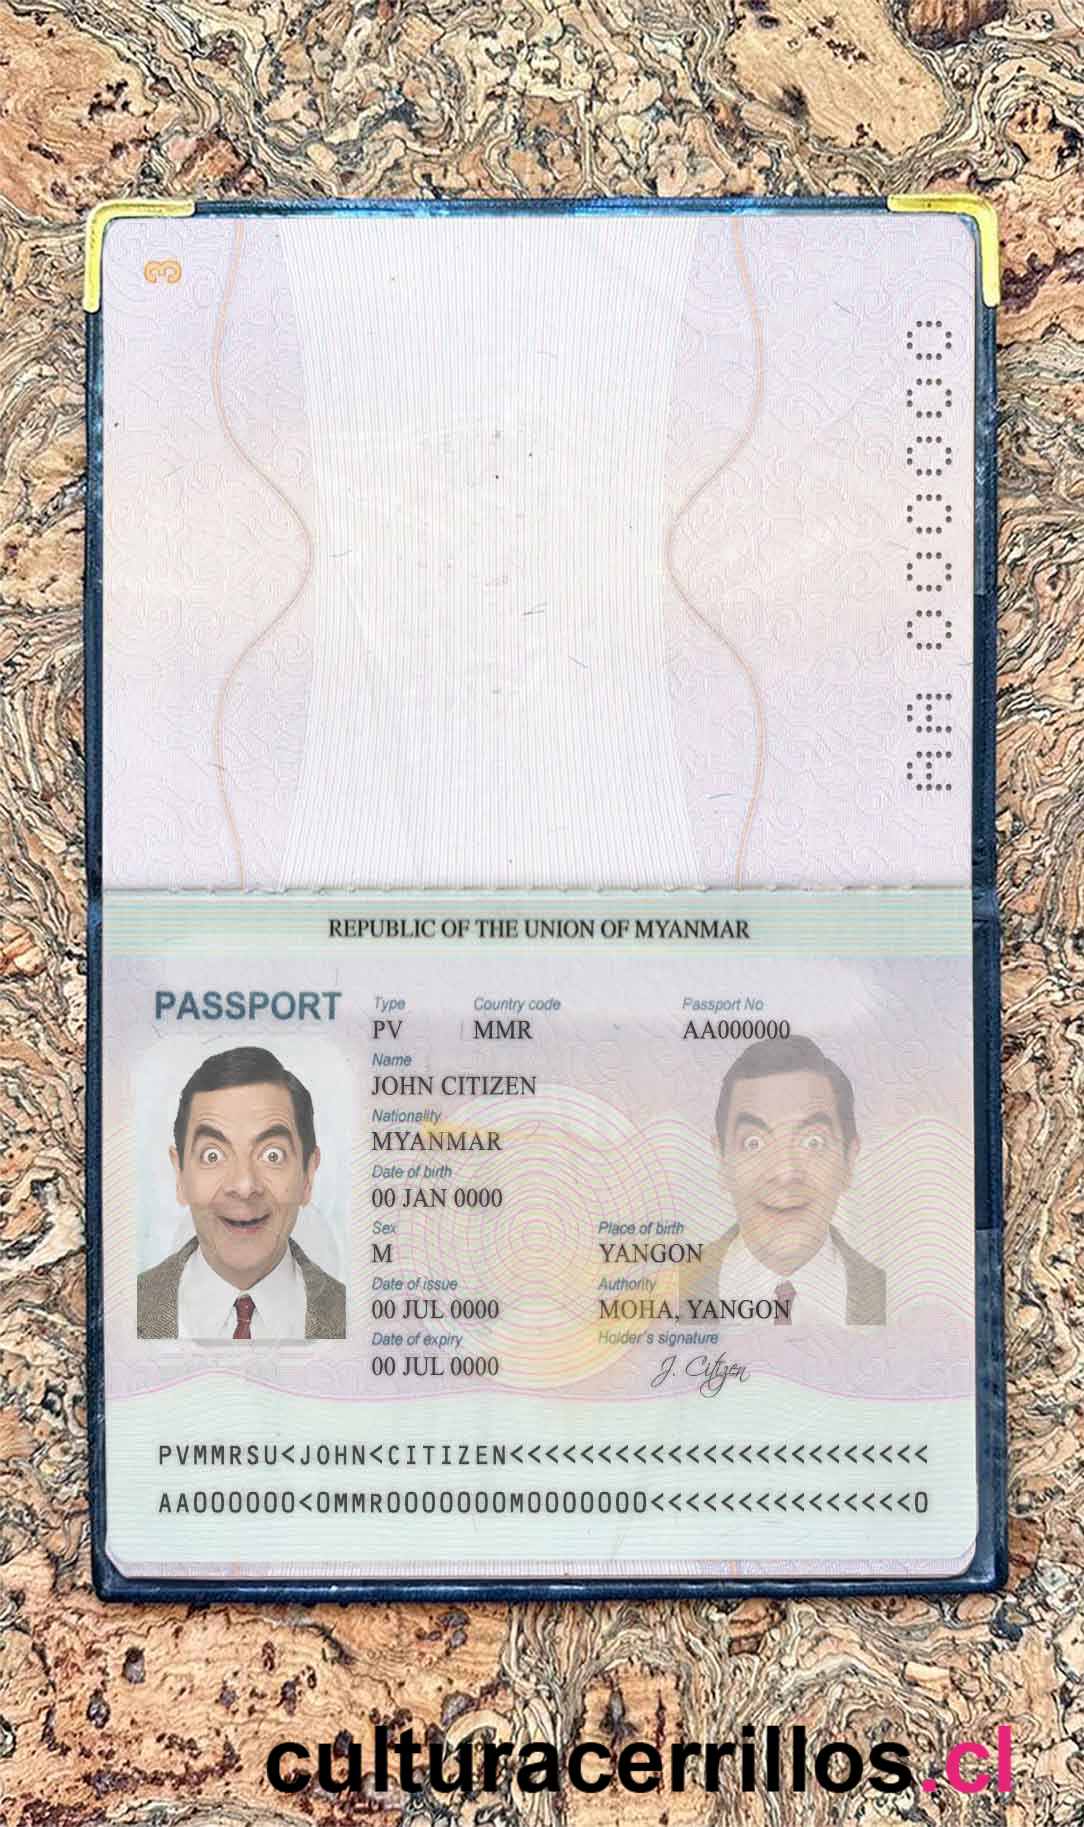 3
AA 000000
REPUBLIC OF THE UNION OF MYANMAR
PASSPORT
Type Country code Passport No
PV MMR AA000000
Name
JOHN CITIZEN
Nationality
MYANMAR
Date of birth
00 JAN 0000
Sex Place of birth
M YANGON
Date of issue Authority
00 JUL 0000 MOHA, YANGON
Date of expiry Holder's signature
00 JUL 0000 J. Citizen
PVMMRSU<JOHN<CITIZEN<<<<<<<<<<<<<<<<<<<<<<<<
AA000000<0MMR0000000M0000000<<<<<<<<<<<<<<<0
culturacerrillos.cl